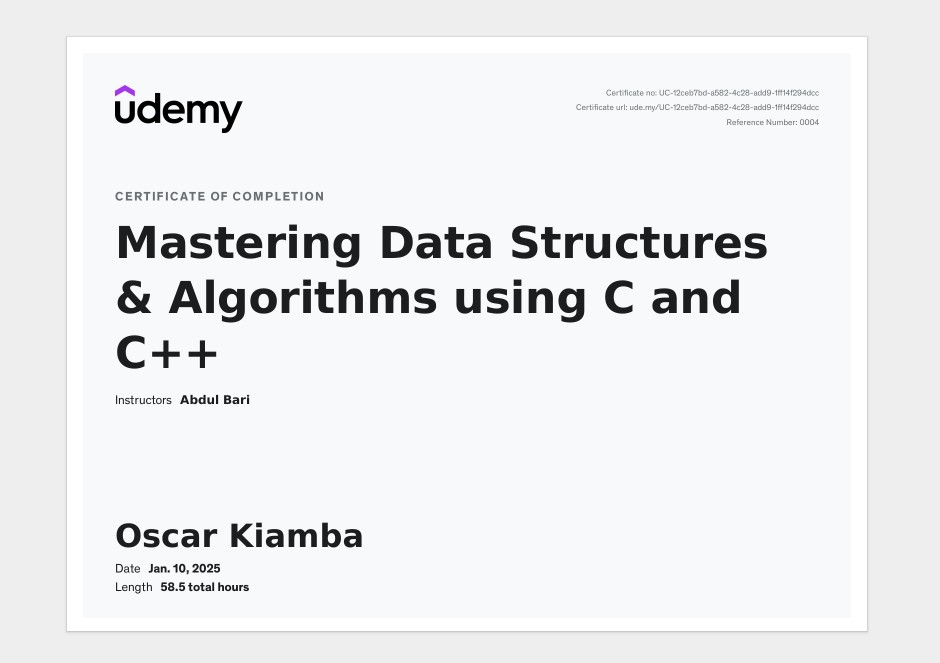 udemy
Certificate no: UC-12ceb7bd-a582-4c28-add9-1ff14f294dcc
Certificate url: ude.my/UC-12ceb7bd-a582-4c28-add9-1ff14f294dcc
Reference Number: 0004
CERTIFICATE OF COMPLETION
Mastering Data Structures
& Algorithms using C and
C++
Instructors Abdul Bari
Oscar Kiamba
Date Jan. 10, 2025
Length 58.5 total hours